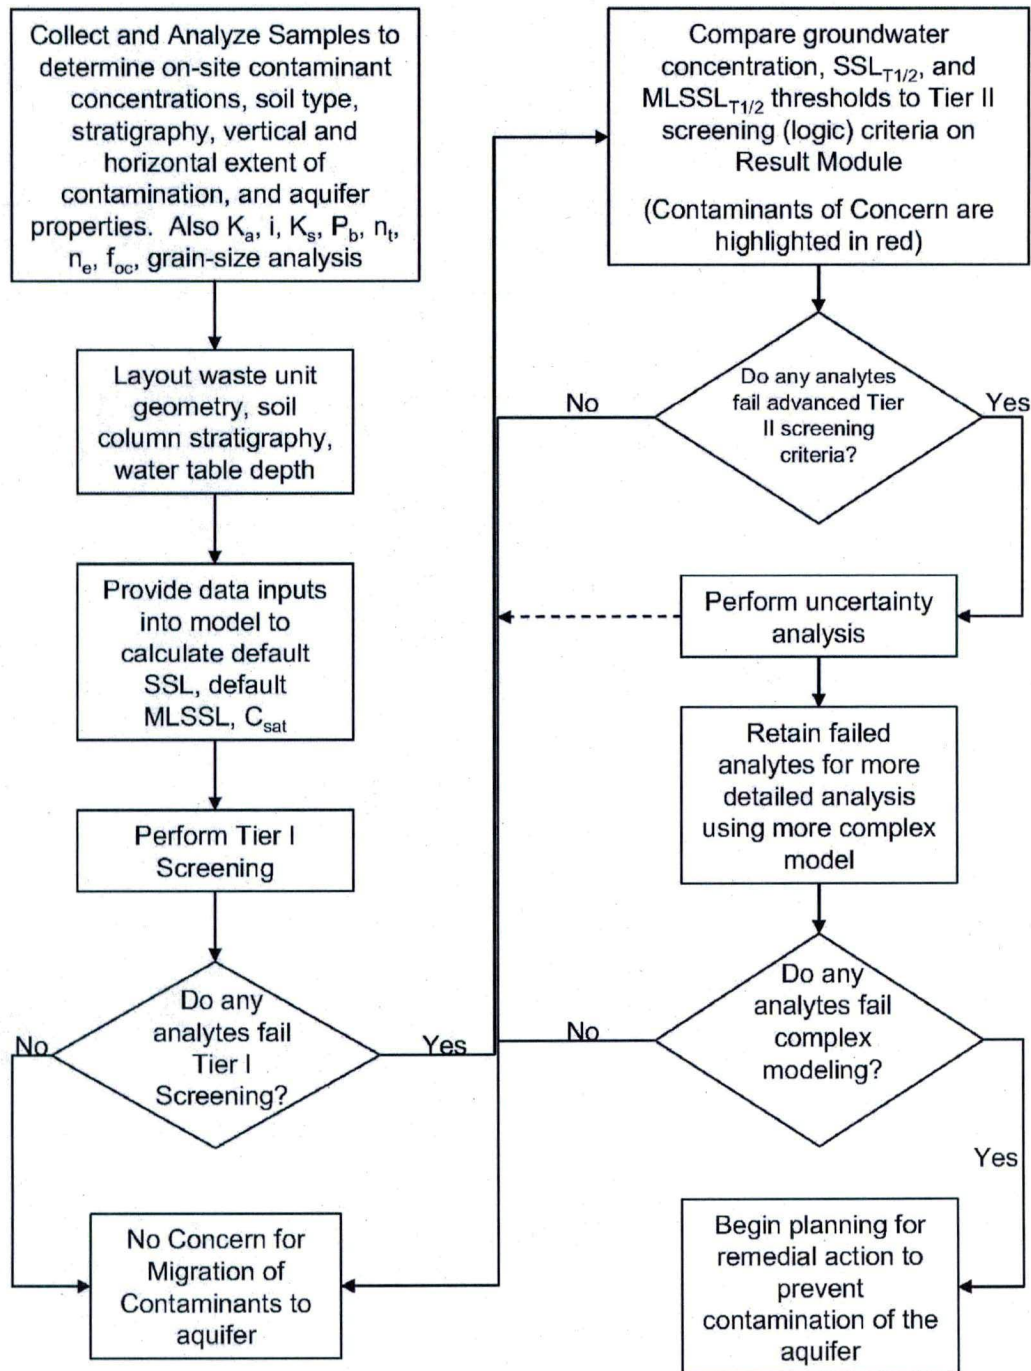 Collect and Analyze Samples to
determine on-site contaminant
concentrations, soil type,
stratigraphy, vertical and
horizontal extent of
contamination, and aquifer
properties. Also Kₐ, i, Kₛ, P_b, nₜ,
nₑ, f_oc, grain-size analysis
Layout waste unit
geometry, soil
column stratigraphy,
water table depth
Provide data inputs
into model to
calculate default
SSL, default
MLSSL, C_sat
Perform Tier I
Screening
Do any
analytes fail
Tier I
Screening?
No
Yes
No Concern for
Migration of
Contaminants to
aquifer
Compare groundwater
concentration, SSL_T1/2, and
MLSSL_T1/2 thresholds to Tier II
screening (logic) criteria on
Result Module
(Contaminants of Concern are
highlighted in red)
Do any analytes
fail advanced Tier
II screening
criteria?
No
Yes
Perform uncertainty
analysis
Retain failed
analytes for more
detailed analysis
using more complex
model
Do any
analytes fail
complex
modeling?
No
Yes
Begin planning for
remedial action to
prevent
contamination of the
aquifer